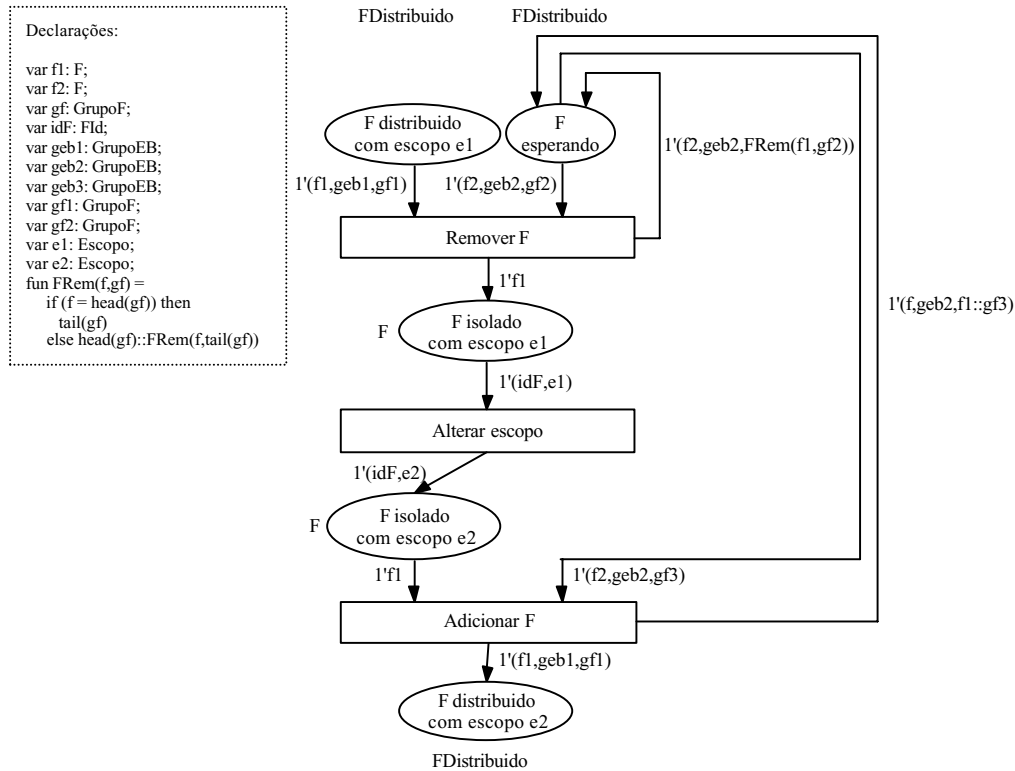 Declarações:
var f1: F;
var f2: F;
var gf: GrupoF;
var idF: FId;
var geb1: GrupoEB;
var geb2: GrupoEB;
var geb3: GrupoEB;
var gf1: GrupoF;
var gf2: GrupoF;
var e1: Escopo;
var e2: Escopo;
fun FRem(f,gf) =
if (f = head(gf)) then
tail(gf)
else head(gf)::FRem(f,tail(gf))
FDistribuido
FDistribuido
F distribuido
com escopo e1
F
esperando
1'(f2,geb2,FRem(f1,gf2))
1'(f1,geb1,gf1)
1'(f2,geb2,gf2)
Remover F
1'f1
F
F isolado
com escopo e1
1'(f,geb2,f1::gf3)
1'(idF,e1)
Alterar escopo
1'(idF,e2)
F
F isolado
com escopo e2
1'f1
1'(f2,geb2,gf3)
Adicionar F
1'(f1,geb1,gf1)
F distribuido
com escopo e2
FDistribuido